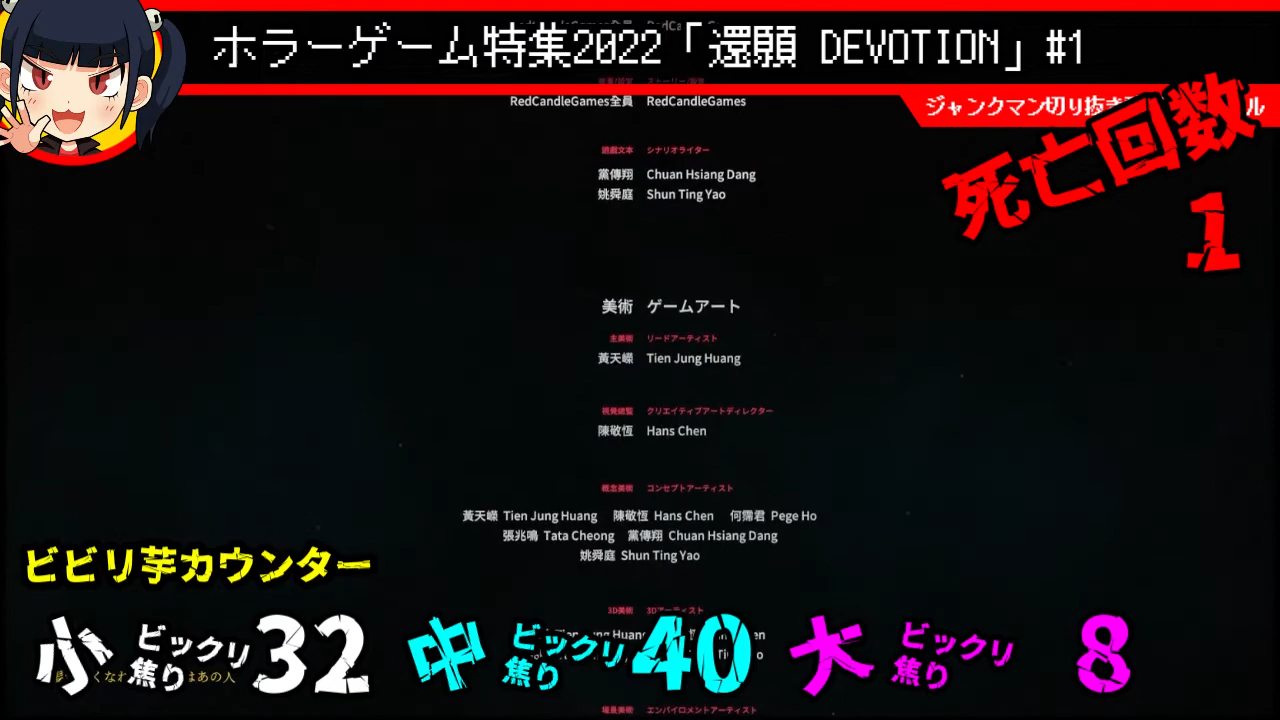 ホラーゲーム特集2022「還願 DEVOTION」#1
RedCandleGames全員 RedCandleGames
ジャンクマン切り抜き
ル
死亡回数
1
遊戲文本 シナリオライター
黨傳翔 Chuan Hsiang Dang
姚舜庭 Shun Ting Yao
美術 ゲームアート
主美術 リードアーティスト
黃天嶸 Tien Jung Huang
視覺總監 クリエイティブアートディレクター
陳敬恆 Hans Chen
概念美術 コンセプトアーティスト
黃天嶸 Tien Jung Huang 陳敬恆 Hans Chen 何霈君 Pege Ho
張兆鳴 Tata Cheong 黨傳翔 Chuan Hsiang Dang
姚舜庭 Shun Ting Yao
ビビリ芋カウンター
3D美術 3Dアーティスト
小 ビックリ焦り 32 中 ビックリ焦り 40 大 ビックリ焦り 8
はあの人
場景美術 エンバイロメントアーティスト